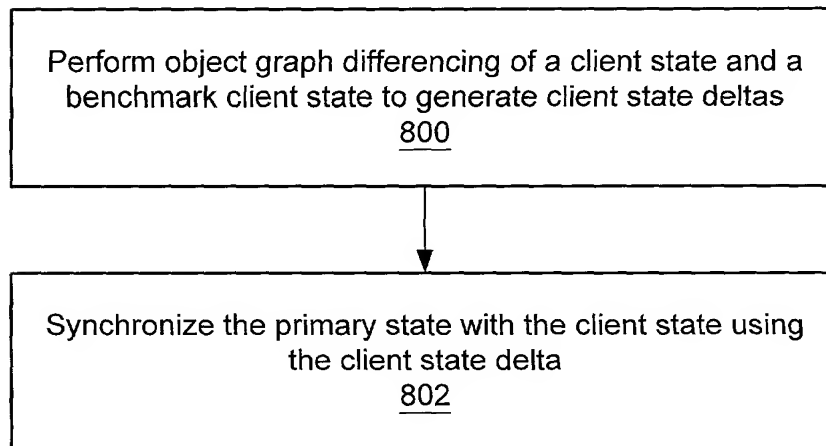 Perform object graph differencing of a client state and a
benchmark client state to generate client state deltas
800
Synchronize the primary state with the client state using
the client state delta
802